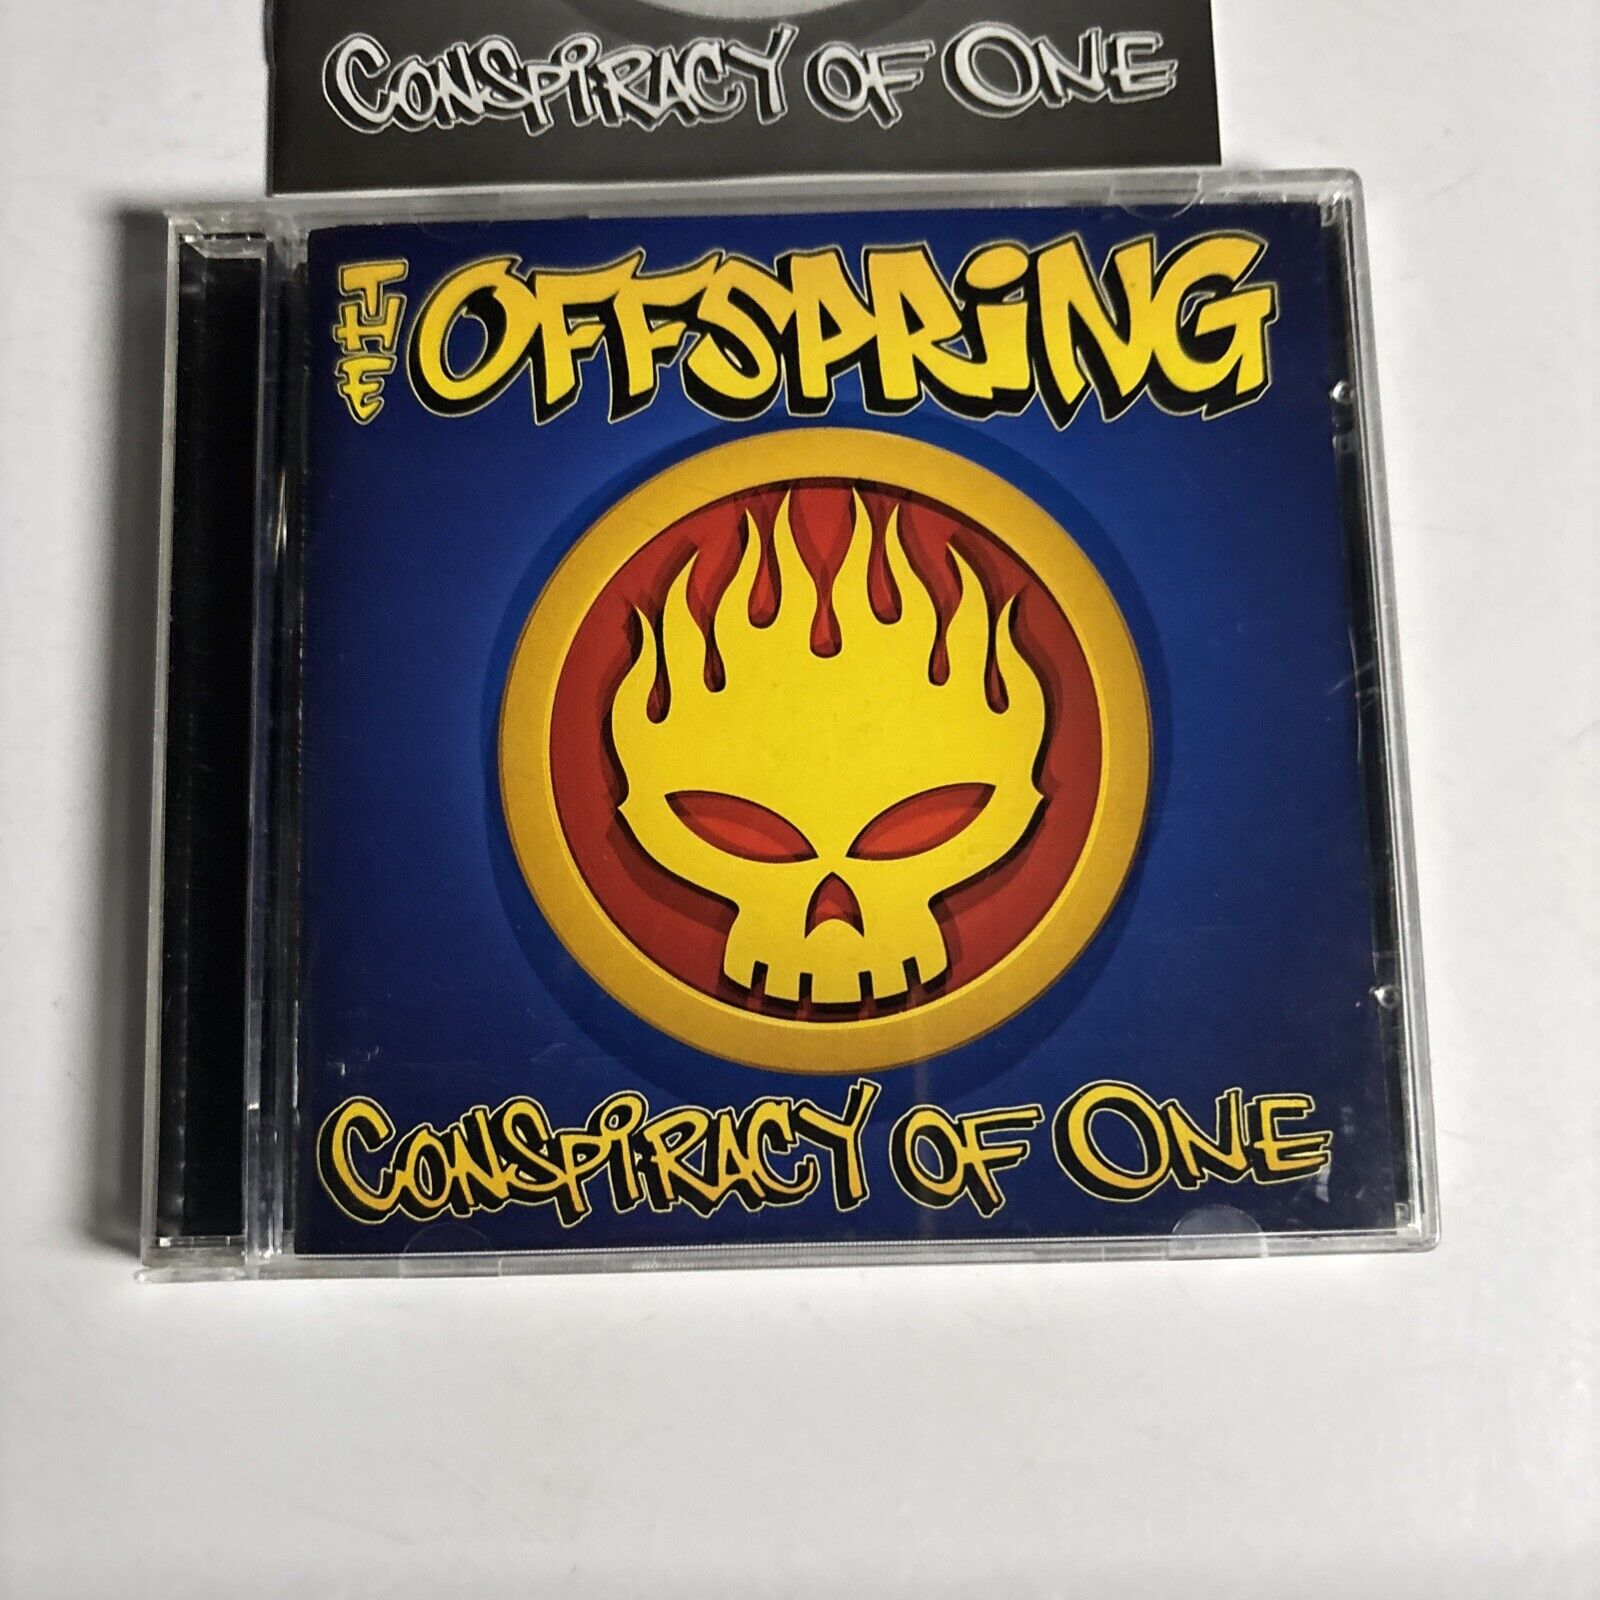 CONSPiRACY OF ONE
THE OFFSPRiNG
CONSPiRACY OF ONE